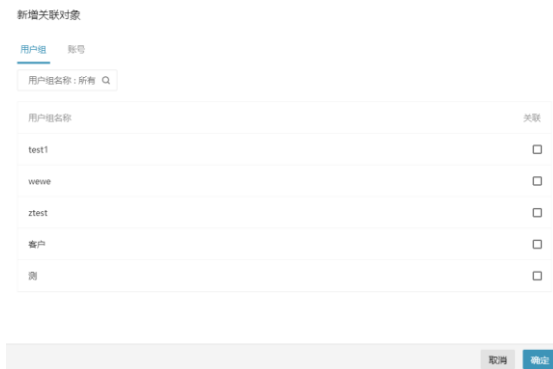 新增关联对象
用户组 账号
用户组名称 : 所有
用户组名称 关联
test1
wewe
ztest
客户
测
取消 确定